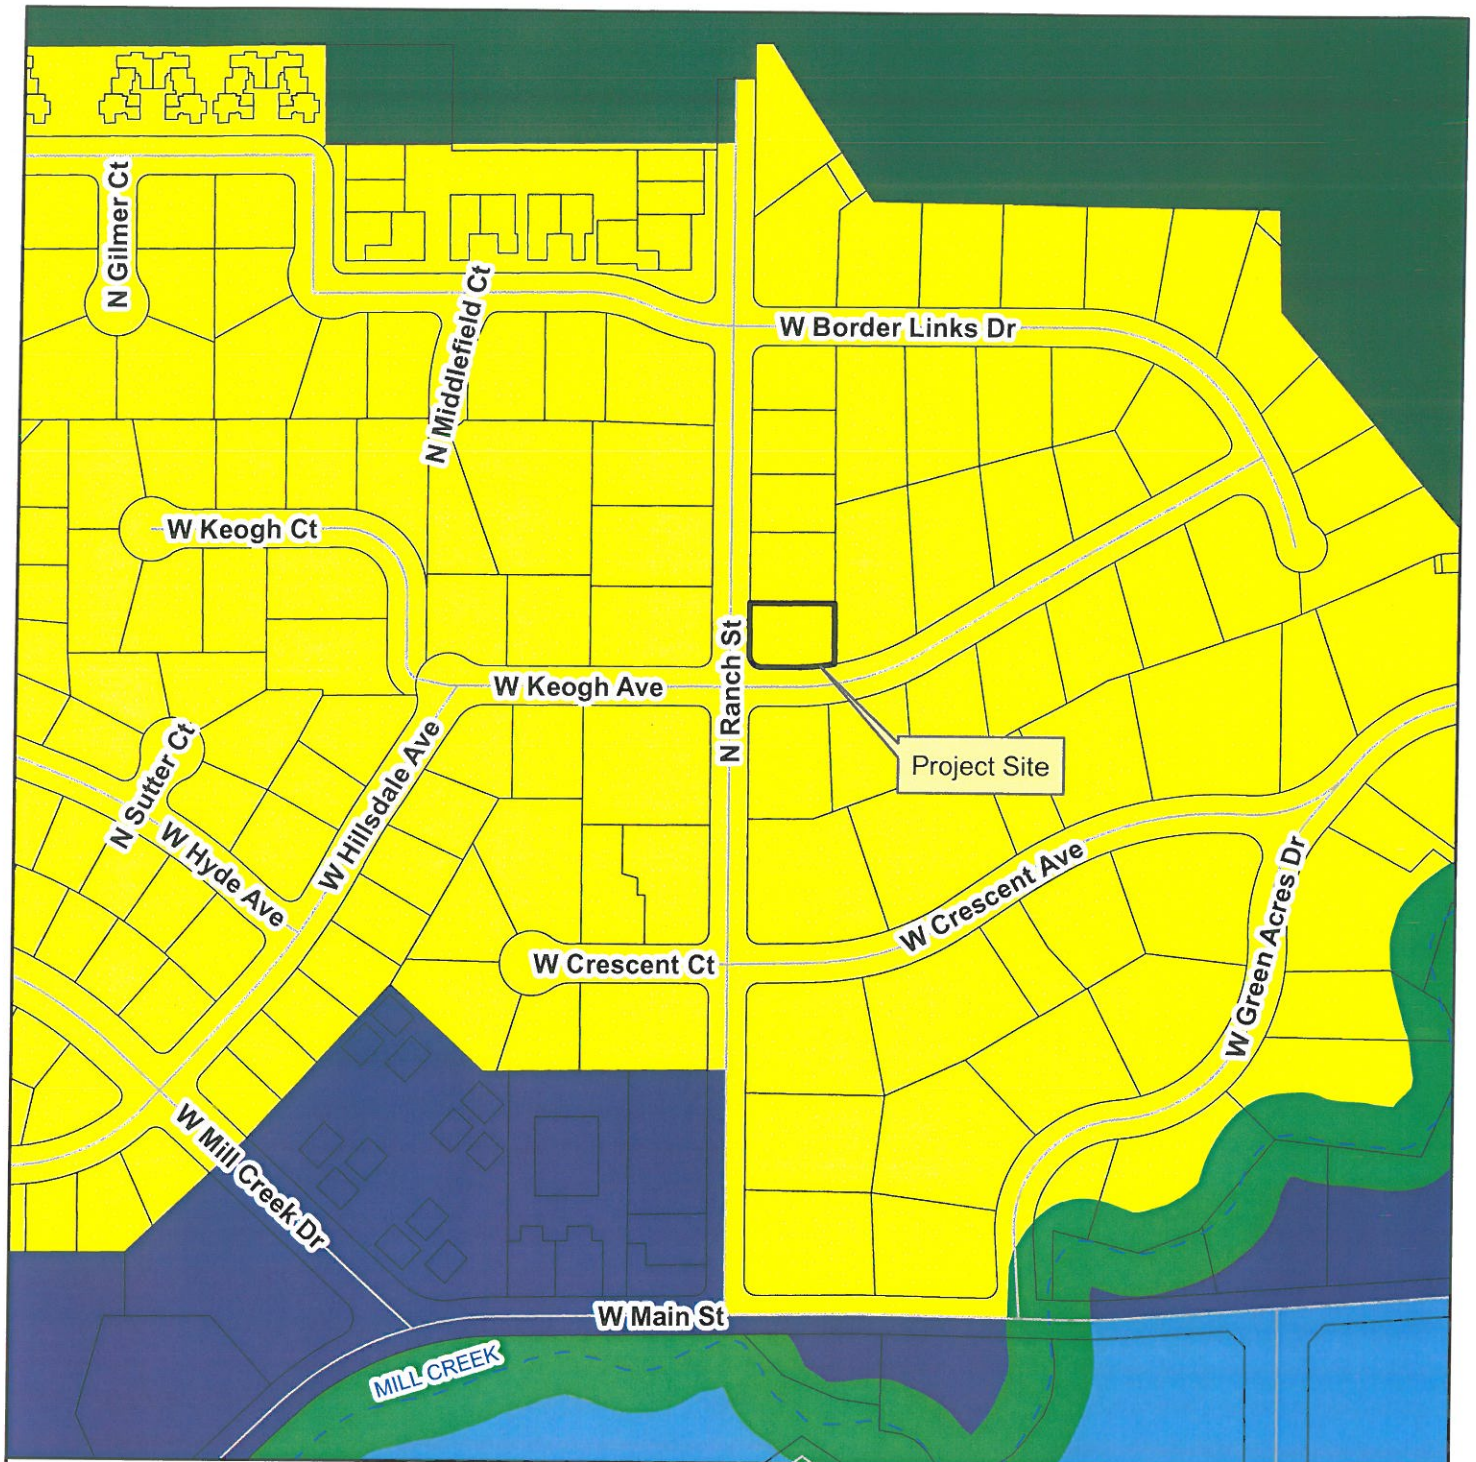 N Gilmer Ct
N Middlefield Ct
W Border Links Dr
W Keogh Ct
N Ranch St
W Keogh Ave
Project Site
N Sutter Ct
W Hyde Ave
W Hillsdale Ave
W Crescent Ave
W Green Acres Dr
W Crescent Ct
W Mill Creek Dr
W Main St
MILL CREEK